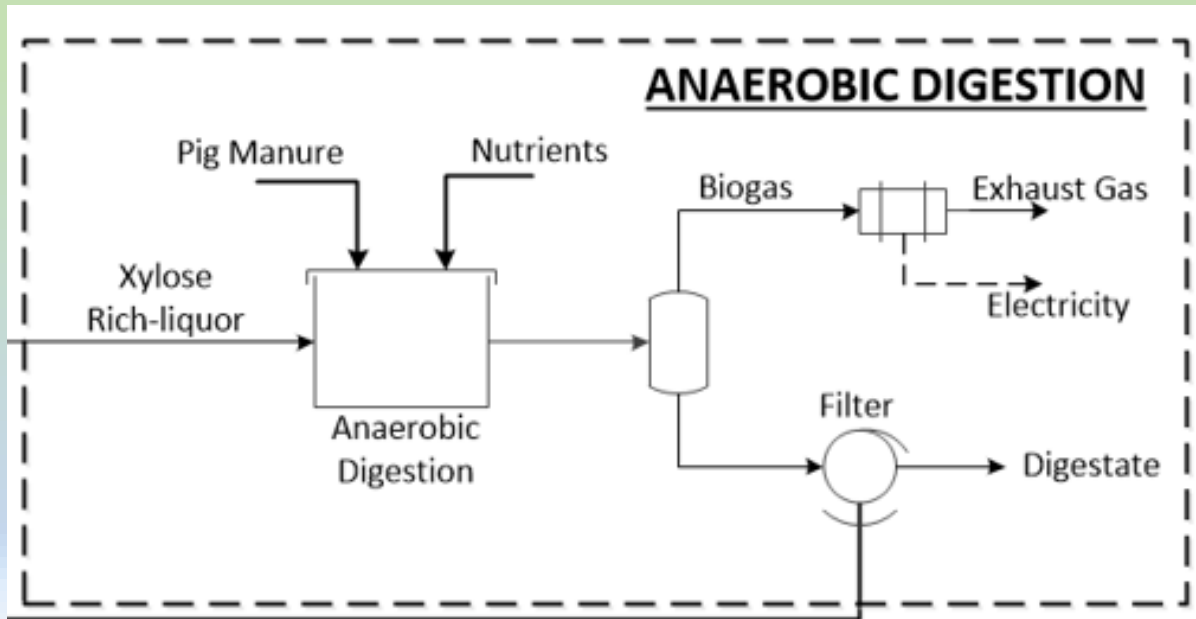 ANAEROBIC DIGESTION
Pig Manure
Nutrients
Biogas
Exhaust Gas
Xylose
Rich-liquor
Electricity
Anaerobic
Digestion
Filter
Digestate